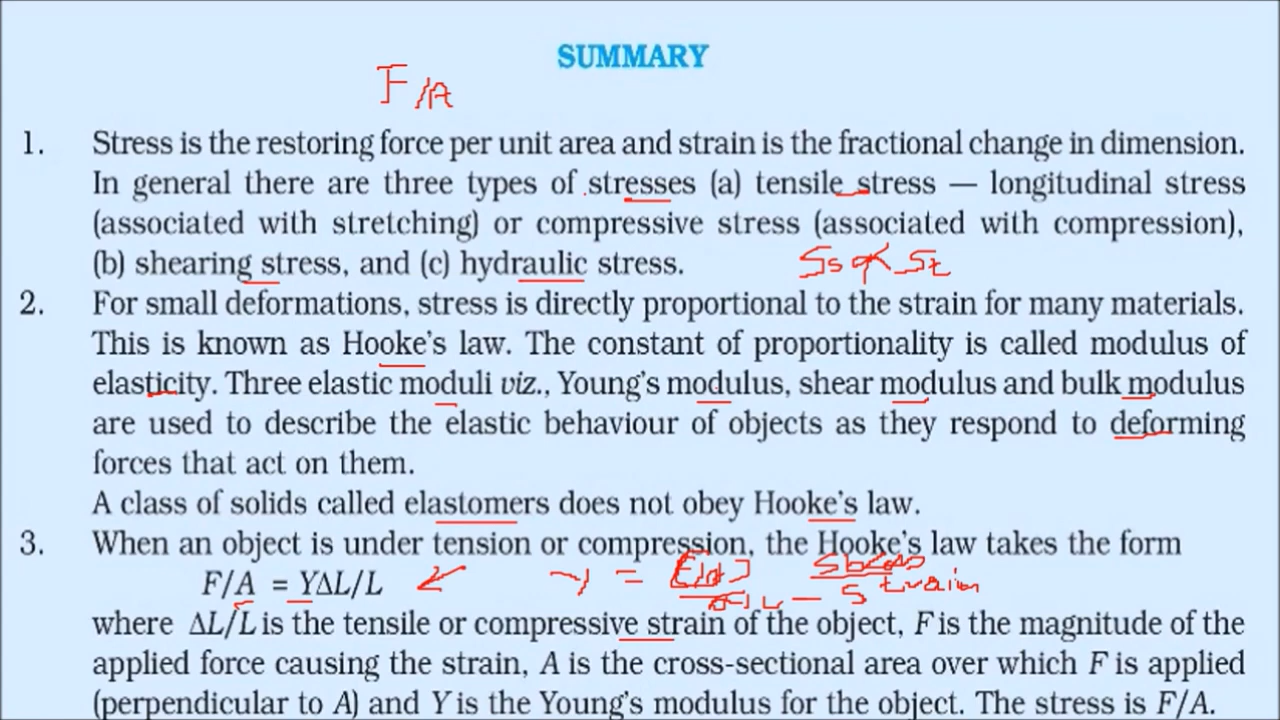 SUMMARY
F/A
1. Stress is the restoring force per unit area and strain is the fractional change in dimension.
In general there are three types of stresses (a) tensile stress — longitudinal stress
(associated with stretching) or compressive stress (associated with compression),
(b) shearing stress, and (c) hydraulic stress.
Ss ∝ St
2. For small deformations, stress is directly proportional to the strain for many materials.
This is known as Hooke's law. The constant of proportionality is called modulus of
elasticity. Three elastic moduli viz., Young's modulus, shear modulus and bulk modulus
are used to describe the elastic behaviour of objects as they respond to deforming
forces that act on them.
A class of solids called elastomers does not obey Hooke's law.
3. When an object is under tension or compression, the Hooke's law takes the form
F/A = YΔL/L
where ΔL/L is the tensile or compressive strain of the object, F is the magnitude of the
applied force causing the strain, A is the cross-sectional area over which F is applied
(perpendicular to A) and Y is the Young's modulus for the object. The stress is F/A.